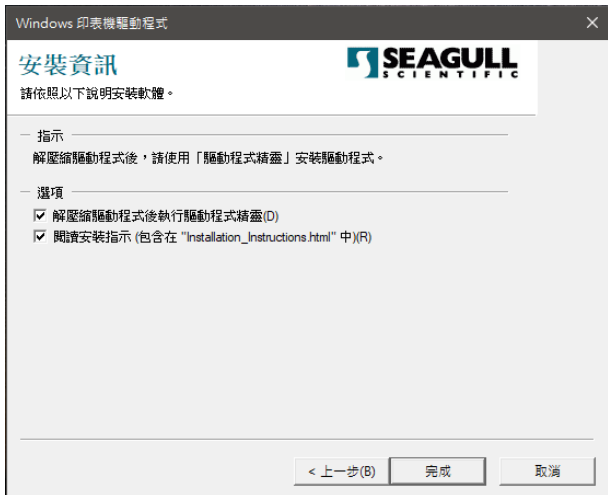 Windows 印表機驅動程式
安裝資訊
SEAGULL
SCIENTIFIC
請依照以下說明安裝軟體。
指示
解壓縮驅動程式後，請使用「驅動程式精靈」安裝驅動程式。
選項
解壓縮驅動程式後執行驅動程式精靈(D)
閱讀安裝指示 (包含在 "Installation_Instructions.html" 中)(R)
< 上一步(B)
完成
取消